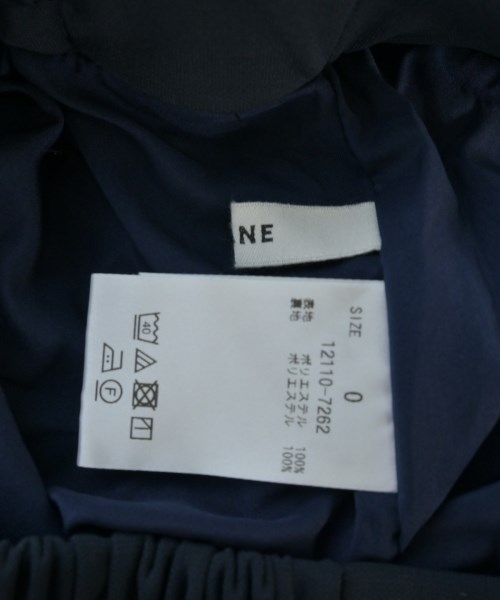 NE
SIZE 0
12110-7262
表地 ポリエステル 100%
裏地 ポリエステル 100%
40
F